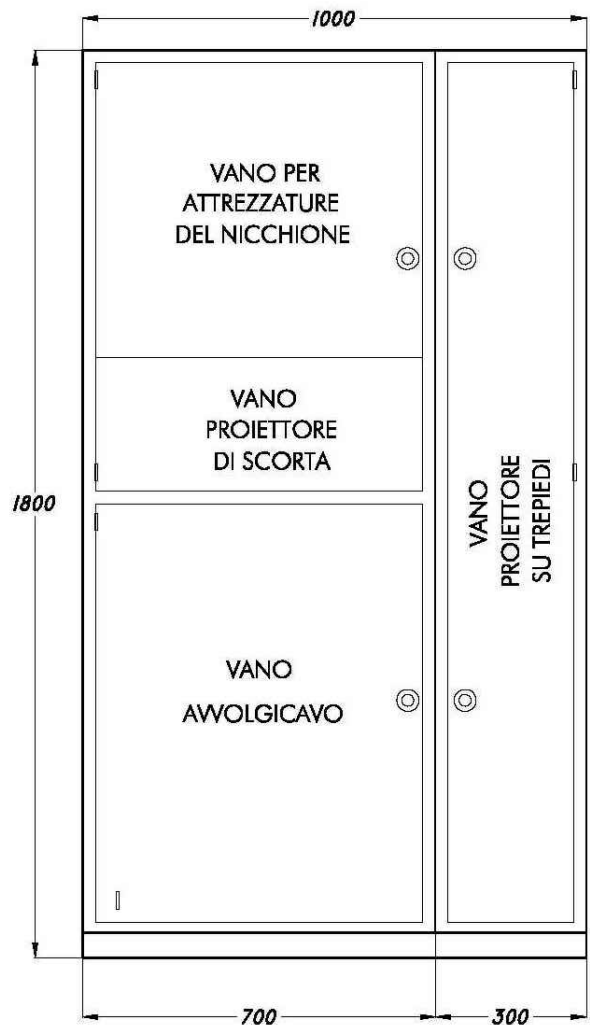 1000
VANO PER
ATTREZZATURE
DEL NICCHIONE
VANO
PROIETTORE
DI SCORTA
1800
VANO
PROIETTORE
SU TREPIEDI
VANO
AVVOLGICAVO
700
300